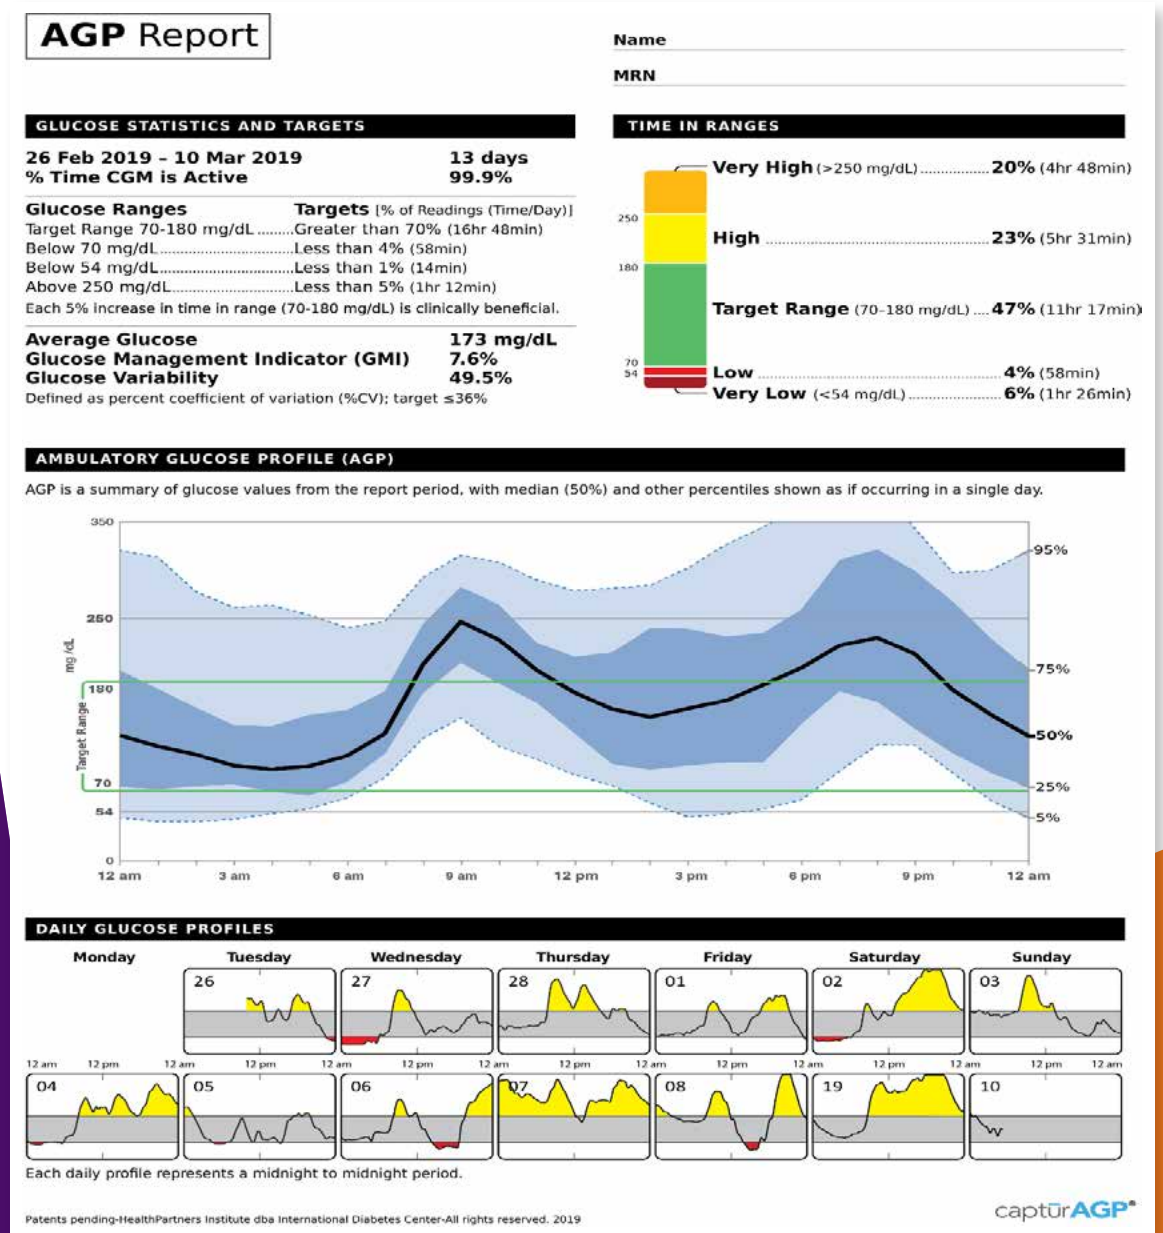 AGP Report
Name
MRN
GLUCOSE STATISTICS AND TARGETS
26 Feb 2019 – 10 Mar 2019 13 days
% Time CGM is Active 99.9%
Glucose Ranges Targets [% of Readings (Time/Day)]
Target Range 70-180 mg/dL ........Greater than 70% (16hr 48min)
Below 70 mg/dL..............................Less than 4% (58min)
Below 54 mg/dL..............................Less than 1% (14min)
Above 250 mg/dL...........................Less than 5% (1hr 12min)
Each 5% increase in time in range (70-180 mg/dL) is clinically beneficial.
Average Glucose 173 mg/dL
Glucose Management Indicator (GMI) 7.6%
Glucose Variability 49.5%
Defined as percent coefficient of variation (%CV); target ≤36%
TIME IN RANGES
Very High (>250 mg/dL) ................ 20% (4hr 48min)
250
High .................................................... 23% (5hr 31min)
180
Target Range (70–180 mg/dL) .... 47% (11hr 17min)
70
54
Low ........................................................ 4% (58min)
Very Low (<54 mg/dL) ..................... 6% (1hr 26min)
AMBULATORY GLUCOSE PROFILE (AGP)
AGP is a summary of glucose values from the report period, with median (50%) and other percentiles shown as if occurring in a single day.
350
95%
250
mg/dL
75%
180
Target Range
50%
70
25%
54
5%
0
12 am 3 am 6 am 9 am 12 pm 3 pm 6 pm 9 pm 12 am
DAILY GLUCOSE PROFILES
Monday Tuesday Wednesday Thursday Friday Saturday Sunday
26 27 28 01 02 03
12 am 12 pm 12 am 12 pm 12 am 12 pm 12 am 12 pm 12 am 12 pm 12 am 12 pm 12 am 12 pm 12 am
04 05 06 07 08 19 10
Each daily profile represents a midnight to midnight period.
Patents pending-HealthPartners Institute dba International Diabetes Center-All rights reserved. 2019
captūrAGP®